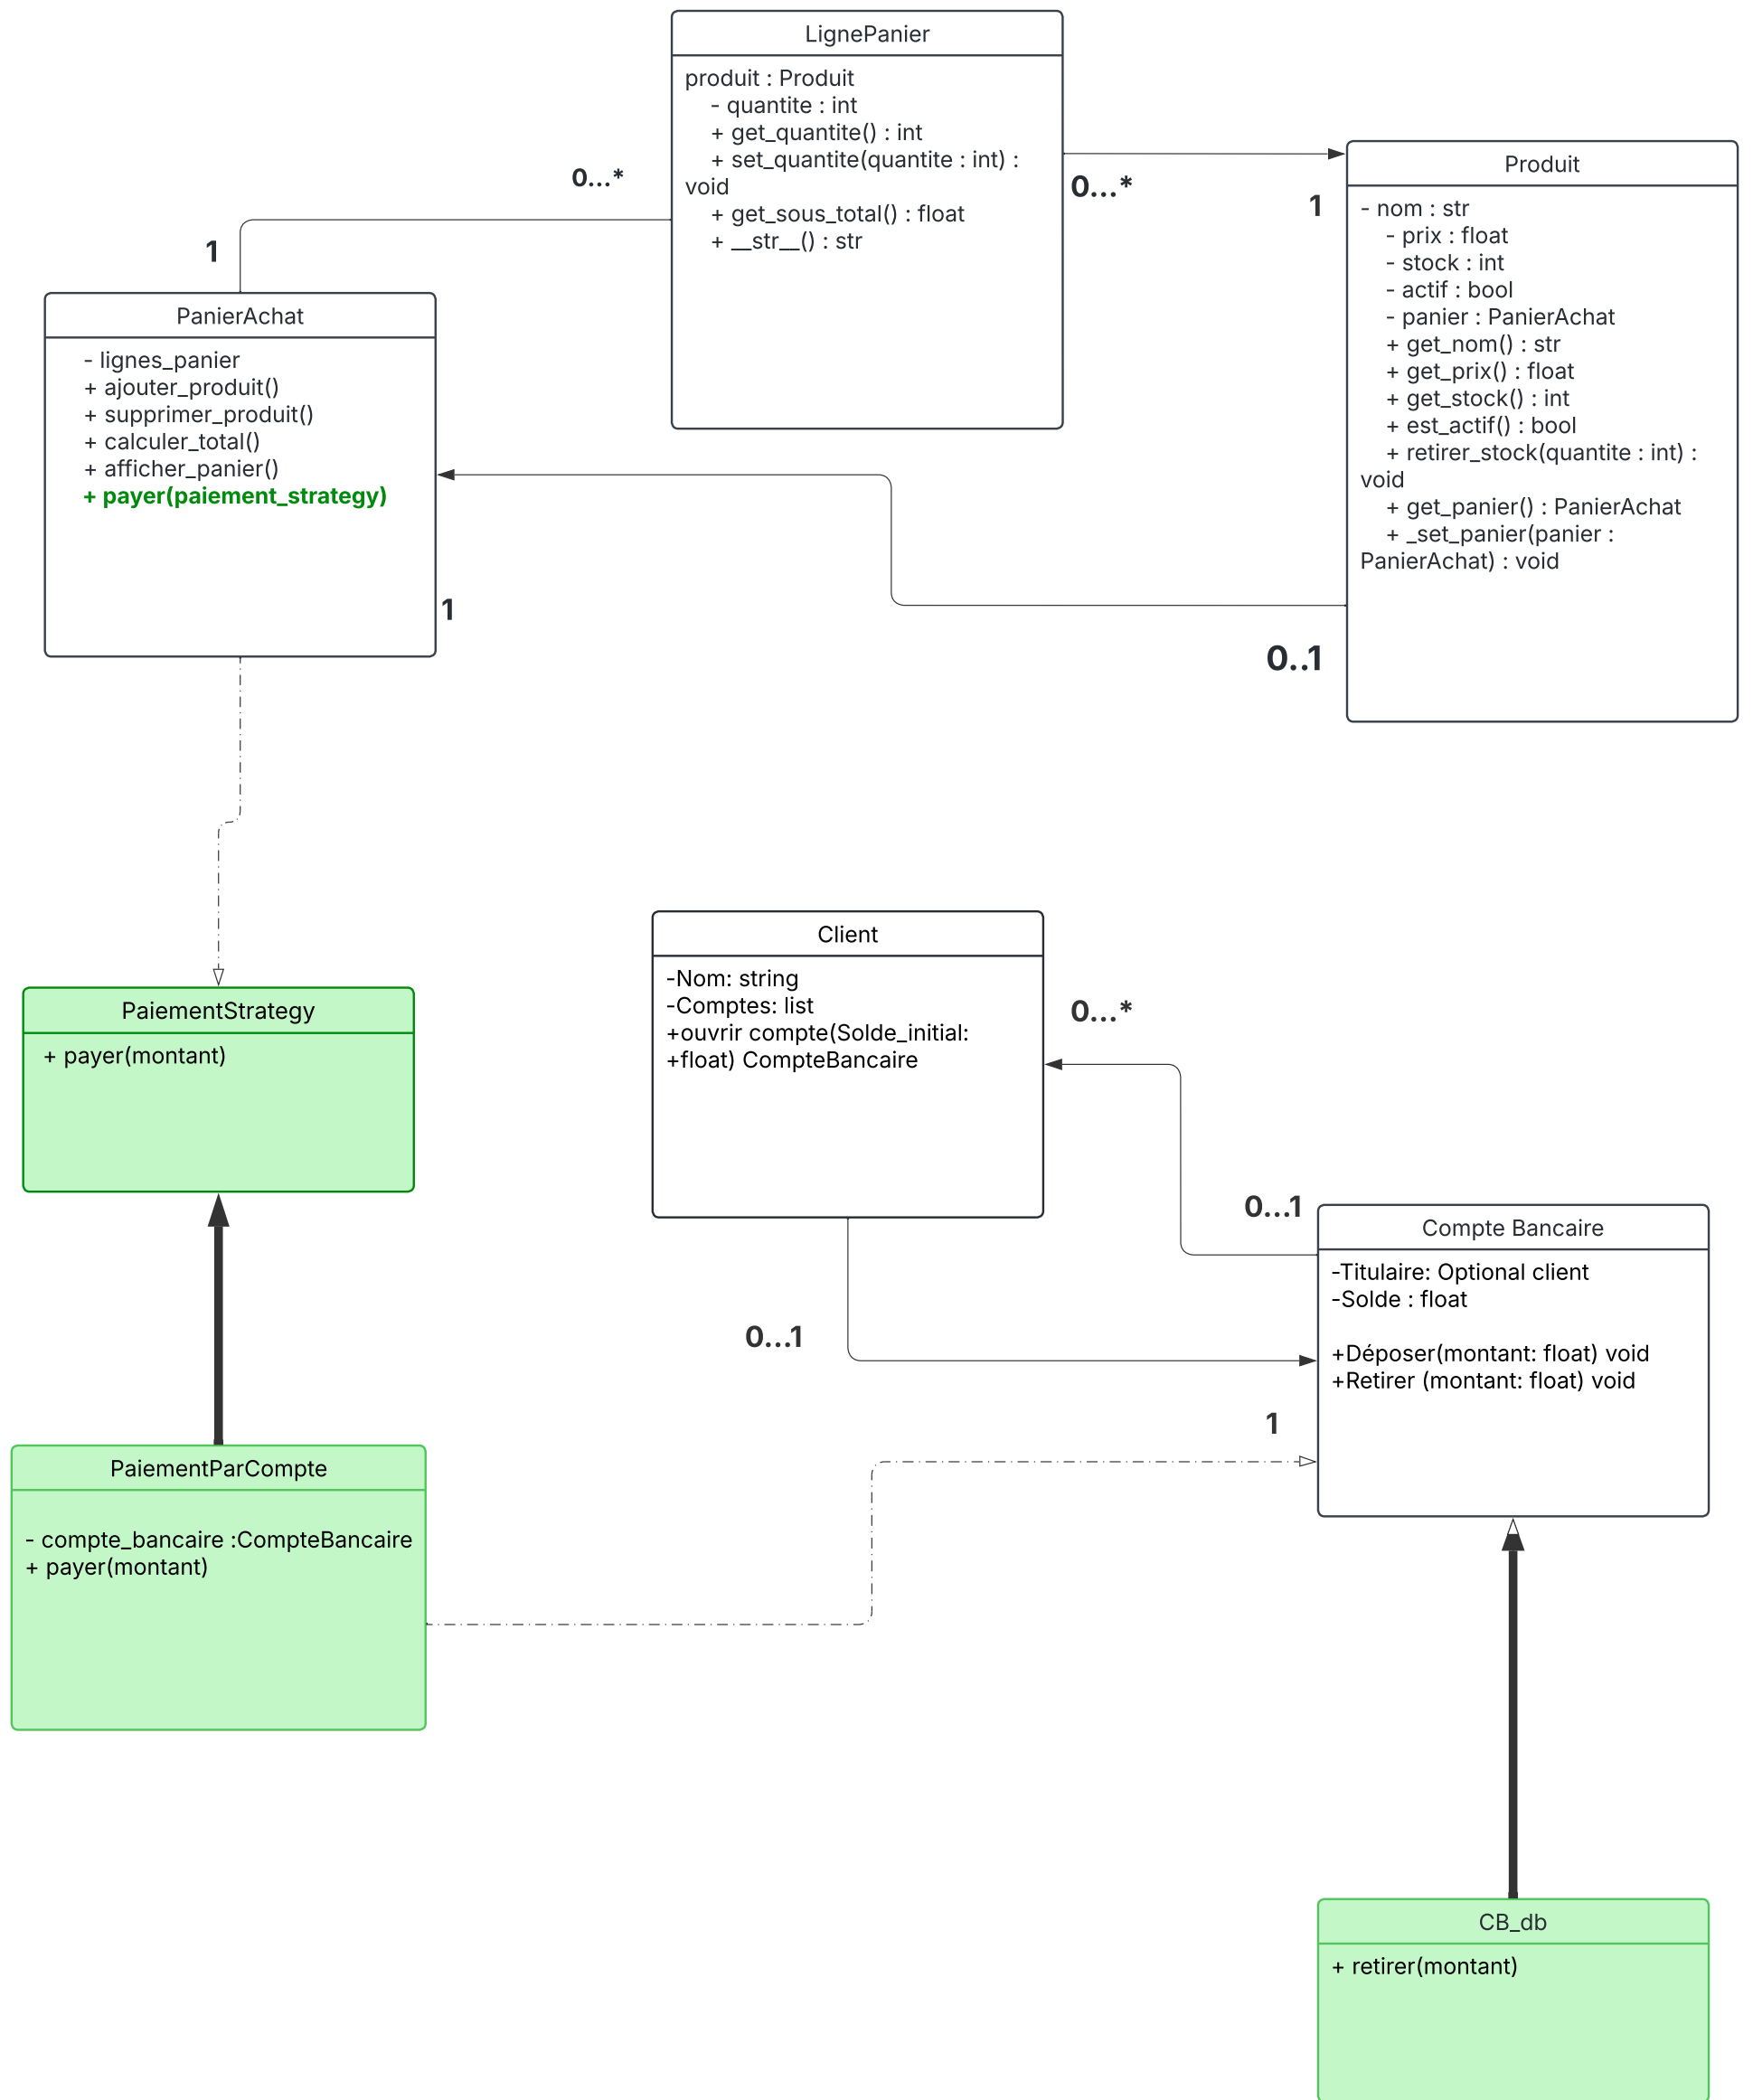 LignePanier
produit : Produit
- quantite : int
+ get_quantite() : int
+ set_quantite(quantite : int) :
void
+ get_sous_total() : float
+ __str__() : str
0...*
1
0...*
1
Produit
- nom : str
- prix : float
- stock : int
- actif : bool
- panier : PanierAchat
+ get_nom() : str
+ get_prix() : float
+ get_stock() : int
+ est_actif() : bool
+ retirer_stock(quantite : int) :
void
+ get_panier() : PanierAchat
+ _set_panier(panier :
PanierAchat) : void
PanierAchat
- lignes_panier
+ ajouter_produit()
+ supprimer_produit()
+ calculer_total()
+ afficher_panier()
+ payer(paiement_strategy)
1
0..1
Client
-Nom: string
-Comptes: list
+ouvrir compte(Solde_initial:
+float) CompteBancaire
0...*
PaiementStrategy
+ payer(montant)
0...1
Compte Bancaire
-Titulaire: Optional client
-Solde : float
+Déposer(montant: float) void
+Retirer (montant: float) void
0...1
1
PaiementParCompte
- compte_bancaire :CompteBancaire
+ payer(montant)
CB_db
+ retirer(montant)